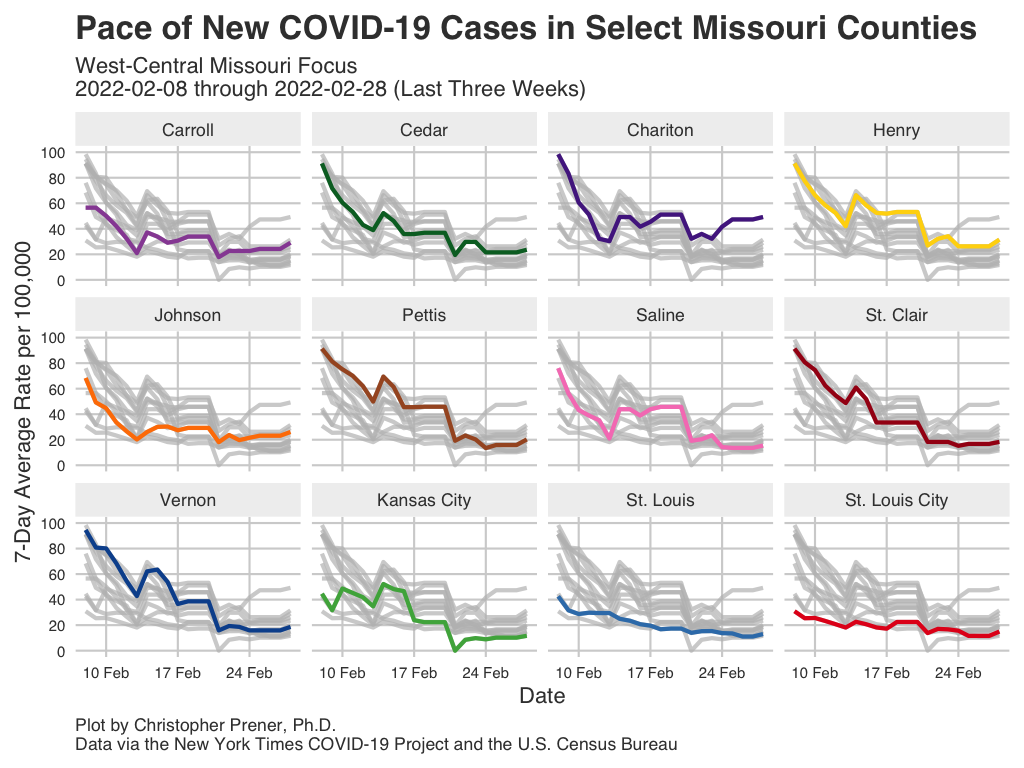 Pace of New COVID-19 Cases in Select Missouri Counties
West-Central Missouri Focus
2022-02-08 through 2022-02-28 (Last Three Weeks)
7-Day Average Rate per 100,000
Carroll Cedar Chariton Henry
100
80
60
40
20
0
Johnson Pettis Saline St. Clair
100
80
60
40
20
0
Vernon Kansas City St. Louis St. Louis City
100
80
60
40
20
0
10 Feb 17 Feb 24 Feb 10 Feb 17 Feb 24 Feb 10 Feb 17 Feb 24 Feb 10 Feb 17 Feb 24 Feb
Date
Plot by Christopher Prener, Ph.D.
Data via the New York Times COVID-19 Project and the U.S. Census Bureau